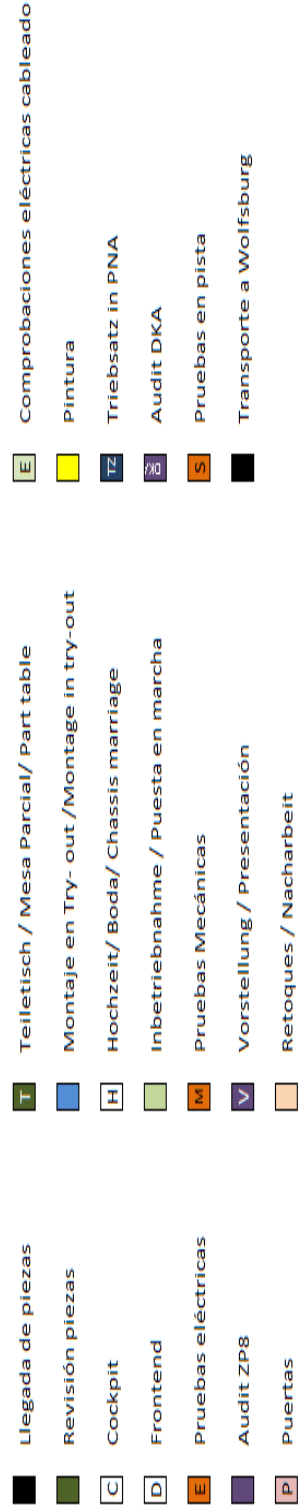 Llegada de piezas
Revisión piezas
C Cockpit
D Frontend
E Pruebas eléctricas
Audit ZP8
P Puertas
T Teiletisch / Mesa Parcial/ Part table
Montaje en Try- out /Montage in try-out
H Hochzeit/ Boda/ Chassis marriage
Inbetriebnahme / Puesta en marcha
M Pruebas Mecánicas
V Vorstellung / Presentación
Retoques / Nacharbeit
E Comprobaciones eléctricas cableado
Pintura
TZ Triebsatz in PNA
Audit DKA
S Pruebas en pista
Transporte a Wolfsburg